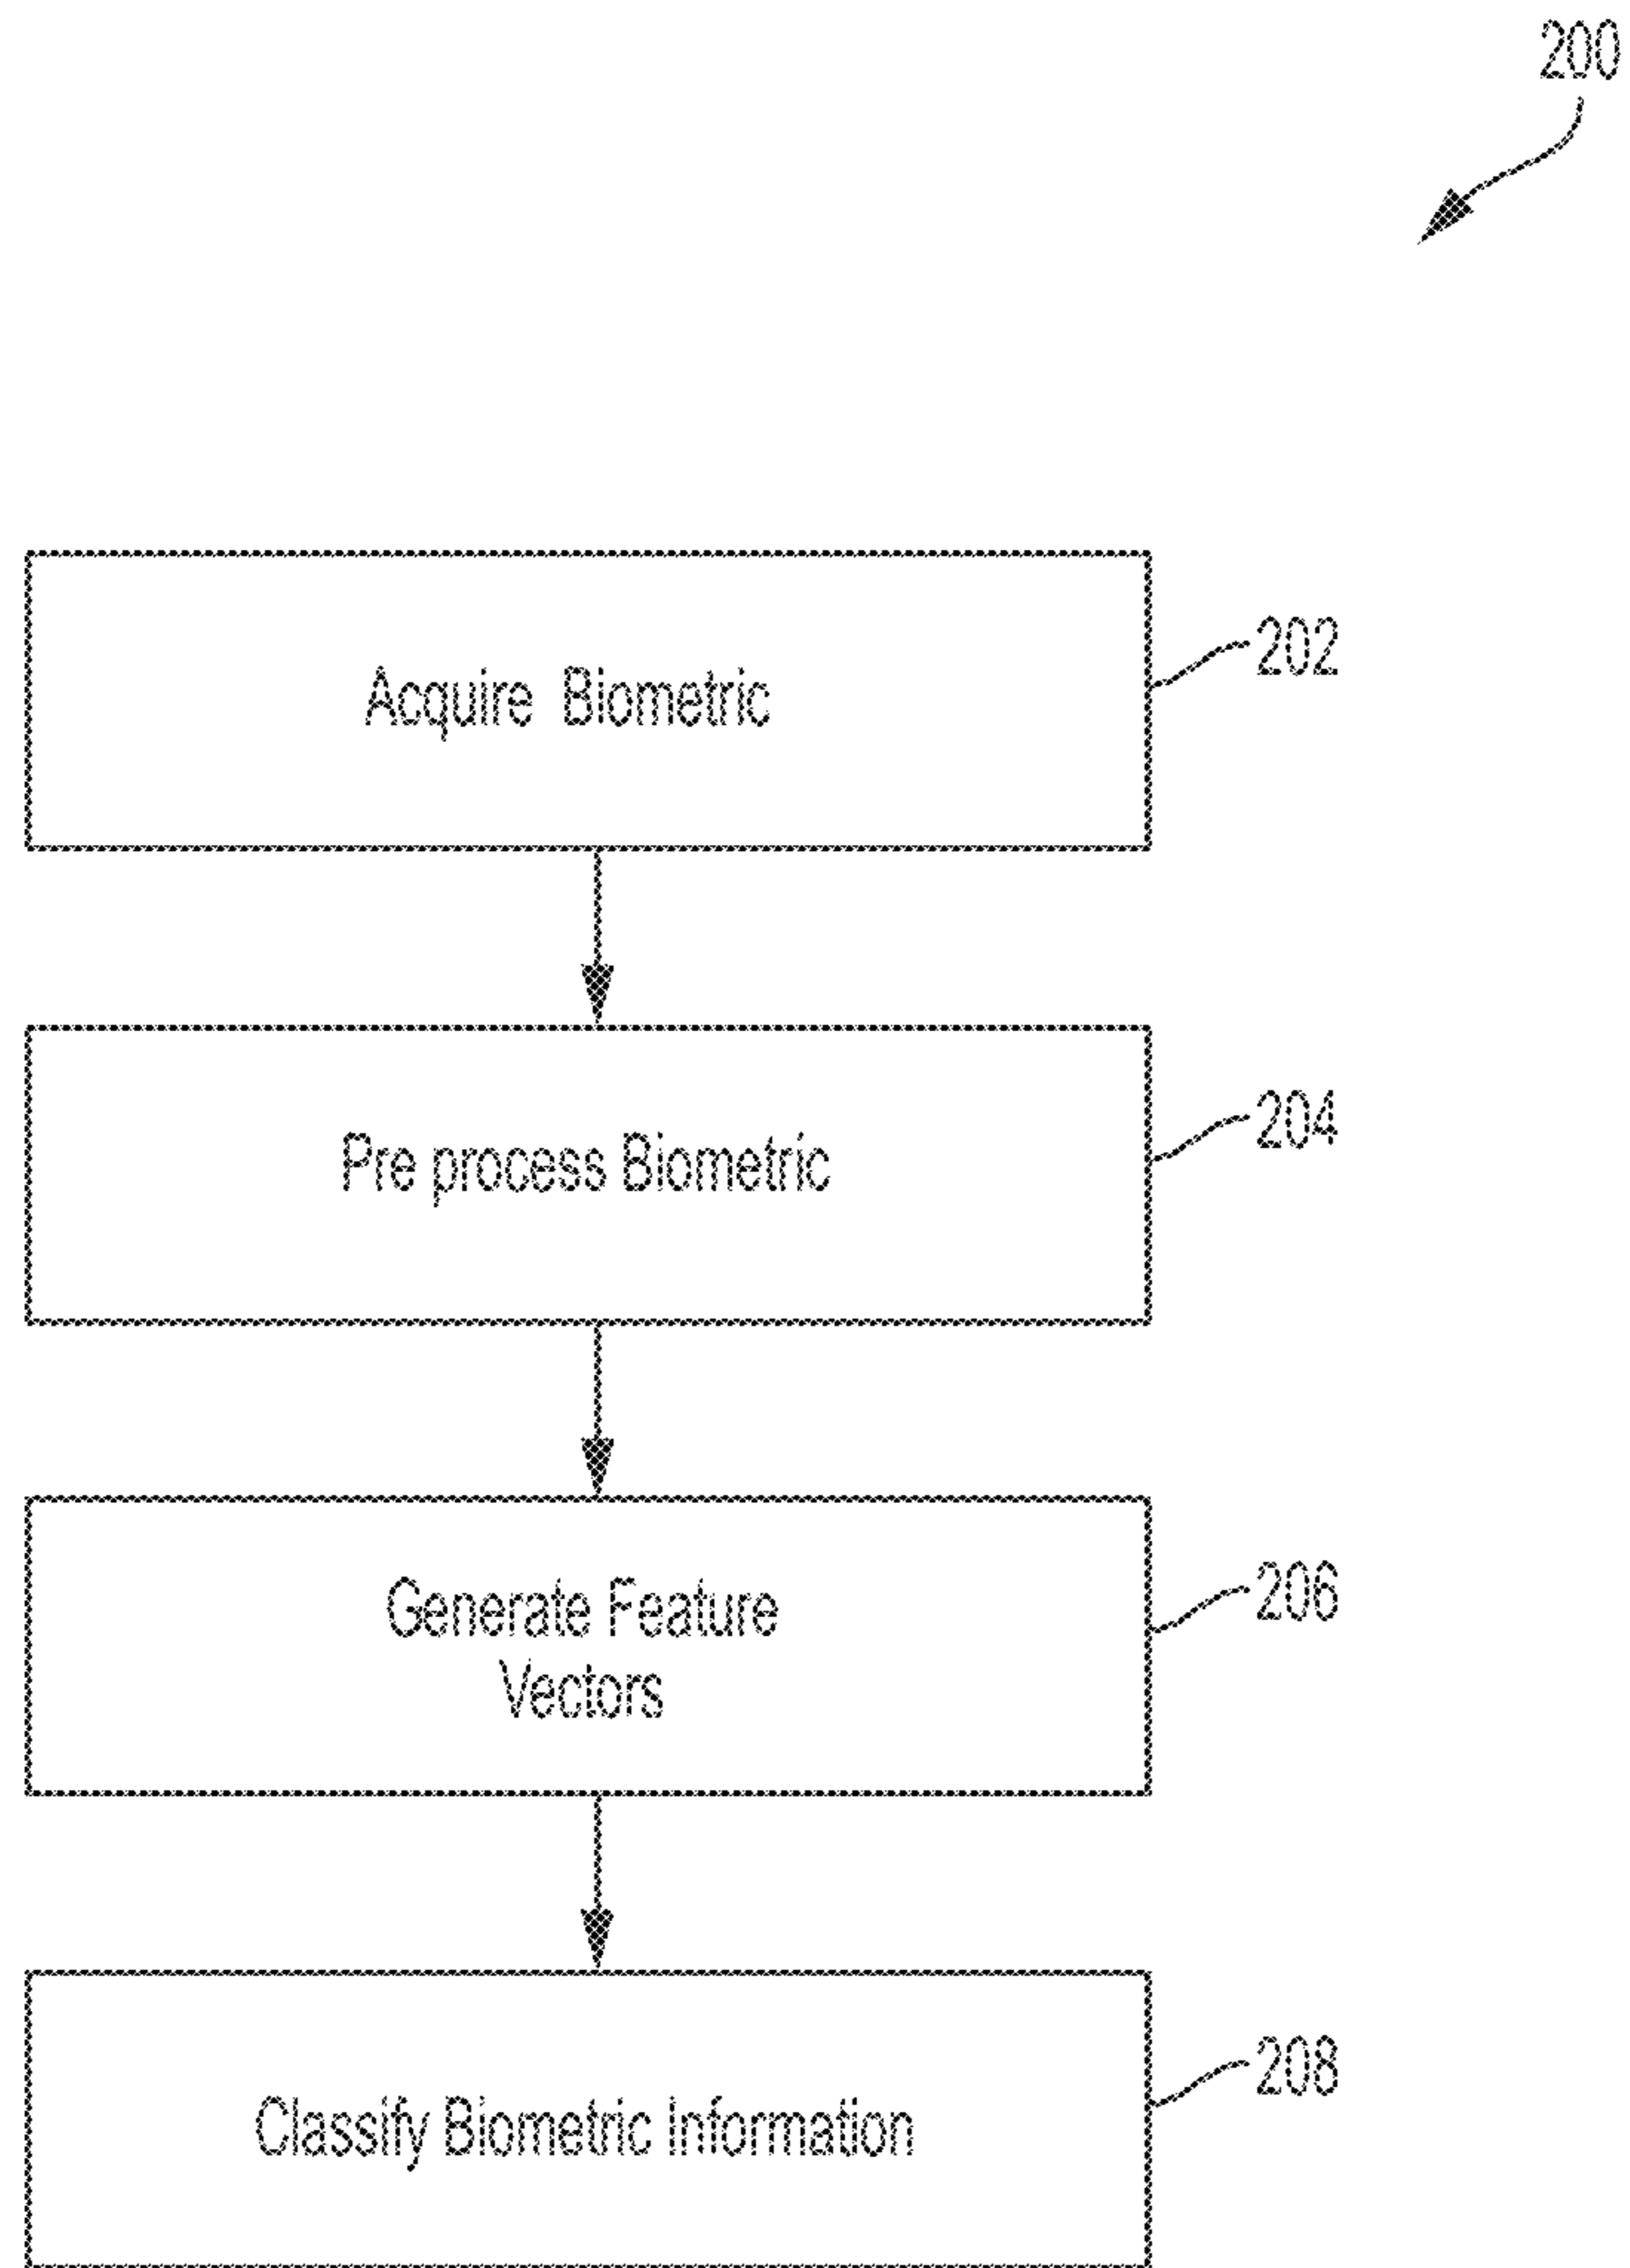 200
Acquire Biometric
202
Pre process Biometric
204
Generate Feature
Vectors
206
Classify Biometric Information
208